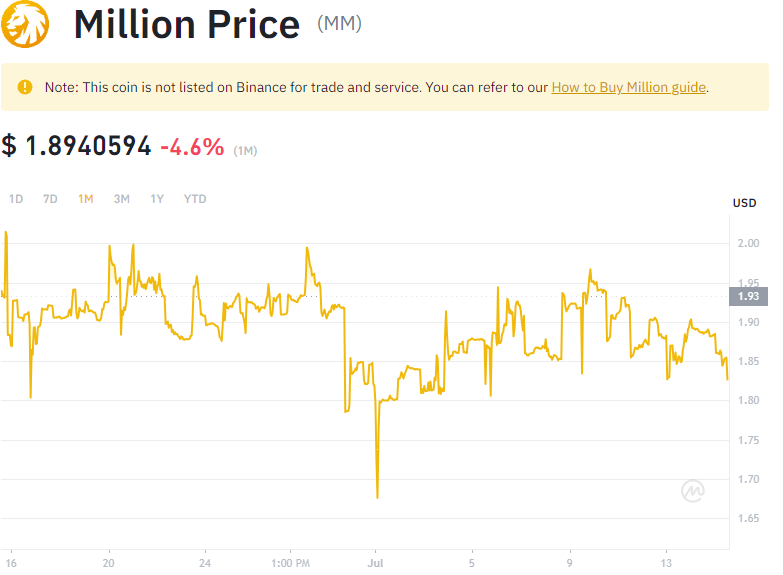 Million Price (MM)
Note: This coin is not listed on Binance for trade and service. You can refer to our How to Buy Million guide.
$ 1.8940594 -4.6% (1M)
1D 7D 1M 3M 1Y YTD
USD
2.00
1.95
1.93
1.90
1.85
1.80
1.75
1.70
1.65
16 20 24 1:00 PM Jul 5 9 13